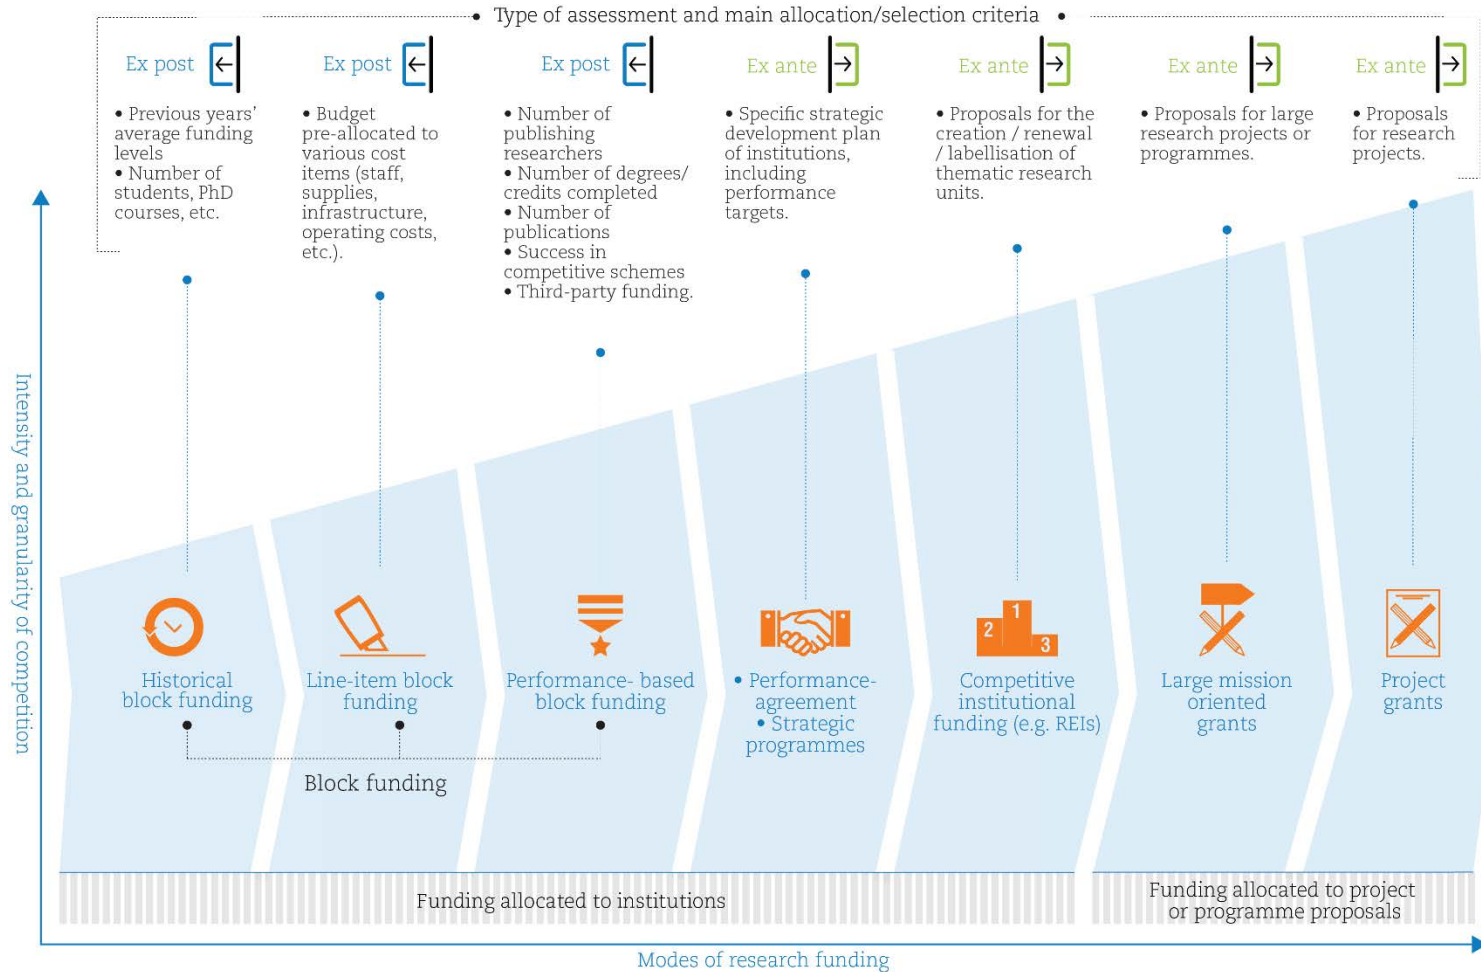 Type of assessment and main allocation/selection criteria
Ex post
• Previous years'
average funding
levels
• Number of
students, PhD
courses, etc.
Ex post
• Budget
pre-allocated to
various cost
items (staff,
supplies,
infrastructure,
operating costs,
etc.).
Ex post
• Number of
publishing
researchers
• Number of degrees/
credits completed
• Number of
publications
• Success in
competitive schemes
• Third-party funding.
Ex ante
• Specific strategic
development plan
of institutions,
including
performance
targets.
Ex ante
• Proposals for the
creation / renewal
/ labellisation of
thematic research
units.
Ex ante
• Proposals for large
research projects or
programmes.
Ex ante
• Proposals
for research
projects.
Intensity and granularity of competition
Historical
block funding
Line-item block
funding
Performance- based
block funding
• Performance-
agreement
• Strategic
programmes
2
1
3
Competitive
institutional
funding (e.g. REIs)
Large mission
oriented
grants
Project
grants
Block funding
Funding allocated to institutions
Funding allocated to project
or programme proposals
Modes of research funding